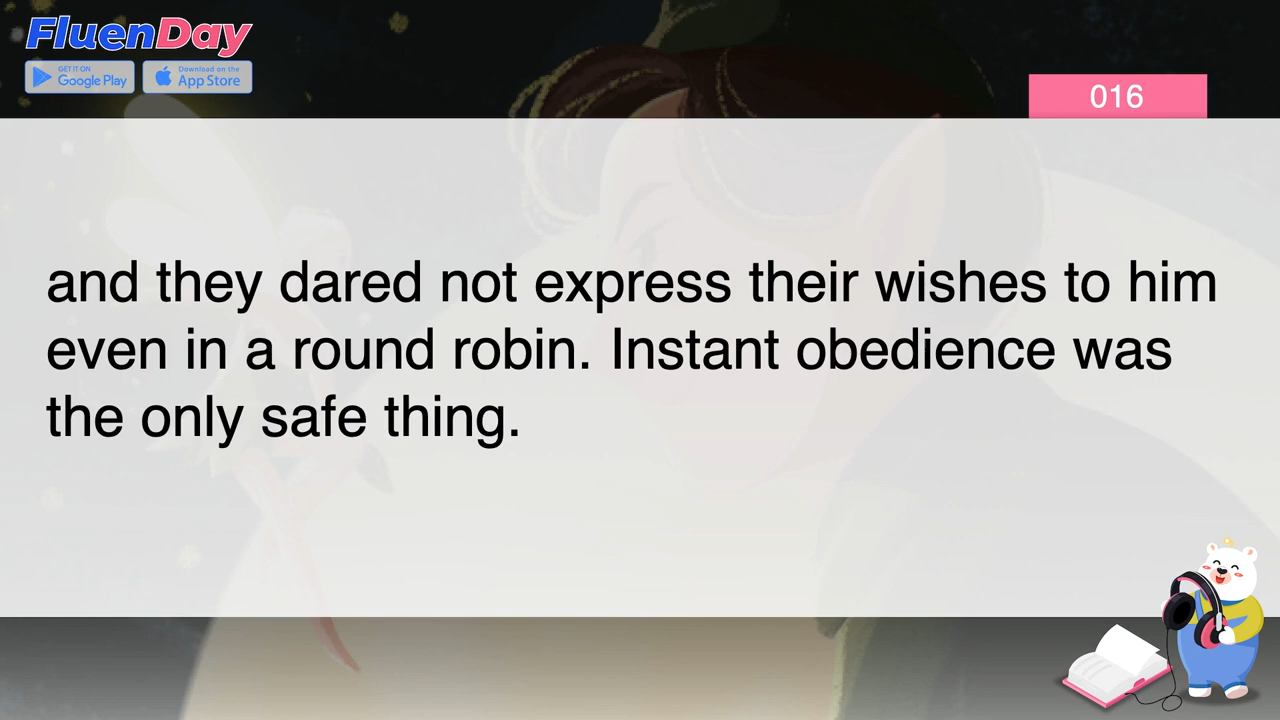 FluenDay
GET IT ON
Google Play
Download on the
App Store
016
and they dared not express their wishes to him
even in a round robin. Instant obedience was
the only safe thing.